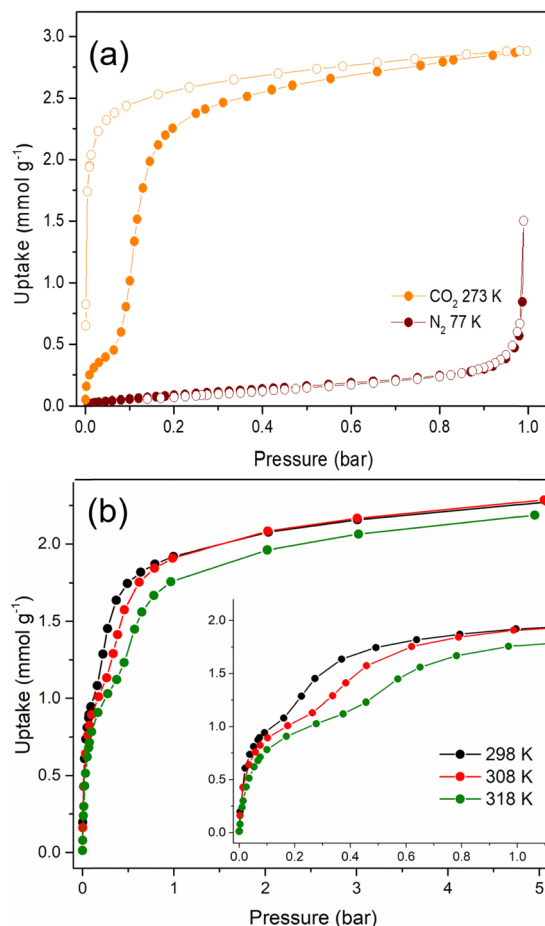 (a)
3.0
2.5
2.0
1.5
1.0
0.5
0.0
Uptake (mmol g⁻¹)
CO₂ 273 K
N₂ 77 K
0.0 0.2 0.4 0.6 0.8 1.0
Pressure (bar)
(b)
2.0
1.5
1.0
0.5
0.0
Uptake (mmol g⁻¹)
2.0
1.5
1.0
0.5
0.0
298 K
308 K
318 K
0.0 0.2 0.4 0.6 0.8 1.0
0 1 2 3 4 5
Pressure (bar)